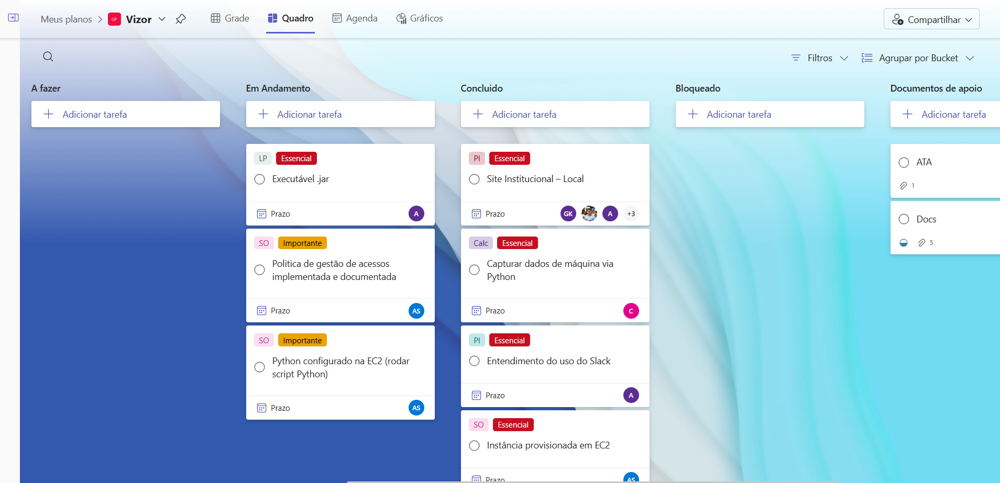 Meus planos
GP
Vizor
Grade
Quadro
Agenda
Gráficos
Compartilhar
Filtros
Agrupar por Bucket
A fazer
Adicionar tarefa
Em Andamento
Adicionar tarefa
LP Essencial
Executável .jar
Prazo
A
SO Importante
Politica de gestão de acessos
implementada e documentada
Prazo
AS
SO Importante
Python configurado na EC2 (rodar
script Python)
Prazo
AS
Concluido
Adicionar tarefa
PI Essencial
Site Institucional – Local
Prazo
GK
A
+3
Calc Essencial
Capturar dados de máquina via
Python
Prazo
C
PI Essencial
Entendimento do uso do Slack
Prazo
A
SO Essencial
Instância provisionada em EC2
Prazo
AS
Bloqueado
Adicionar tarefa
Documentos de apoio
Adicionar tarefa
ATA
1
Docs
5